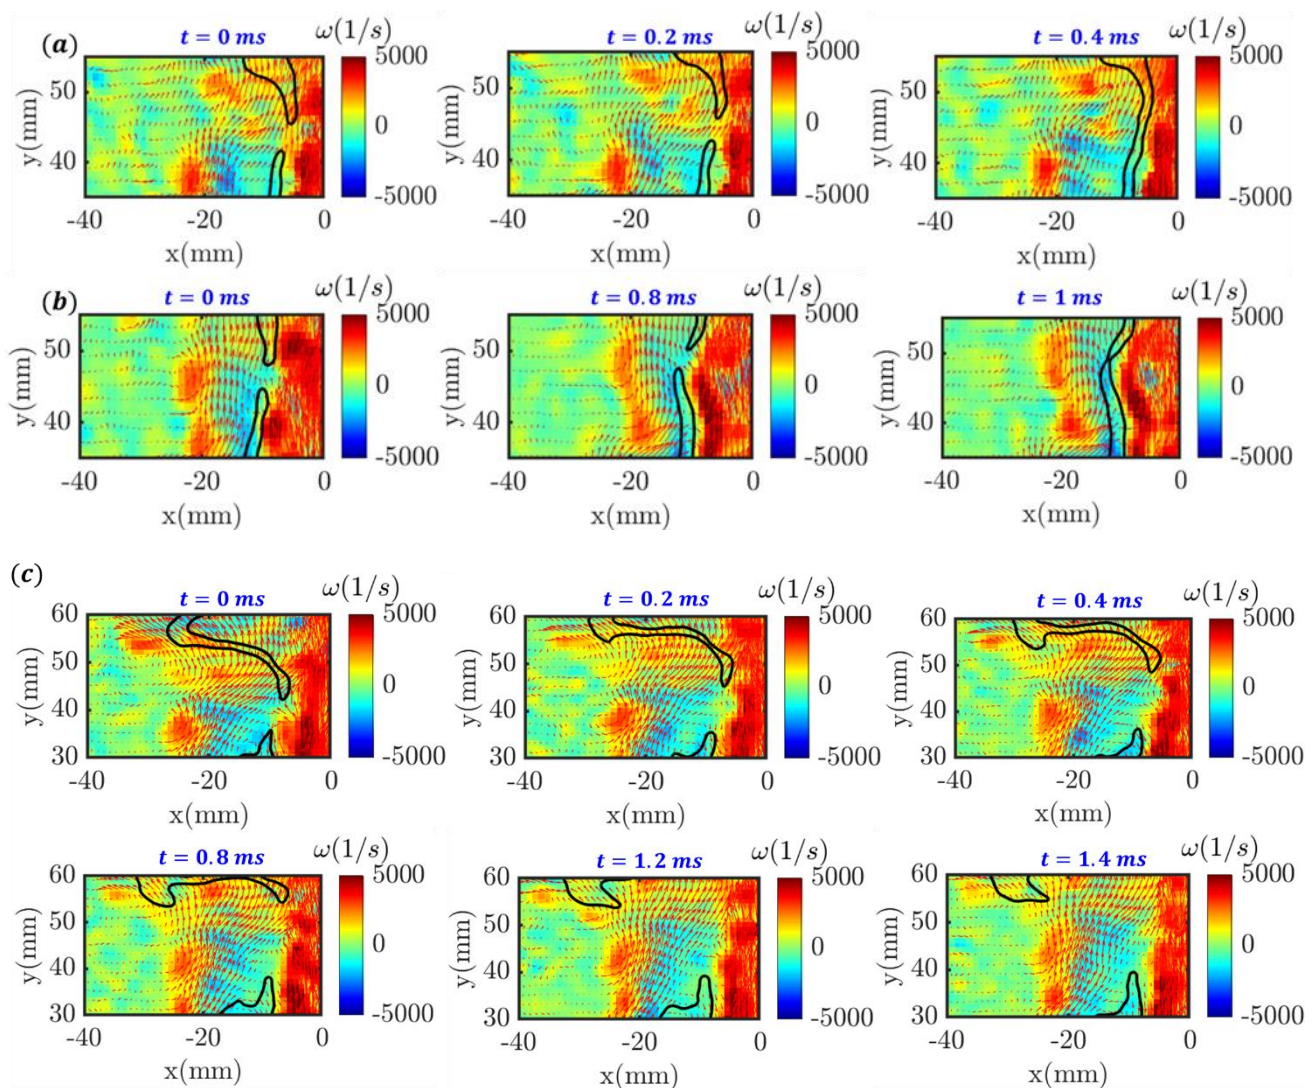 (a)
t = 0 ms
ω(1/s)
t = 0.2 ms
ω(1/s)
t = 0.4 ms
ω(1/s)
y(mm)
50
40
-40
-20
0
x(mm)
5000
0
-5000
y(mm)
50
40
-40
-20
0
x(mm)
5000
0
-5000
y(mm)
50
40
-40
-20
0
x(mm)
5000
0
-5000
(b)
t = 0 ms
ω(1/s)
t = 0.8 ms
ω(1/s)
t = 1 ms
ω(1/s)
y(mm)
50
40
-40
-20
0
x(mm)
5000
0
-5000
y(mm)
50
40
-40
-20
0
x(mm)
5000
0
-5000
y(mm)
50
40
-40
-20
0
x(mm)
5000
0
-5000
(c)
t = 0 ms
ω(1/s)
t = 0.2 ms
ω(1/s)
t = 0.4 ms
ω(1/s)
y(mm)
60
50
40
30
-40
-20
0
x(mm)
5000
0
-5000
y(mm)
60
50
40
30
-40
-20
0
x(mm)
5000
0
-5000
y(mm)
60
50
40
30
-40
-20
0
x(mm)
5000
0
-5000
t = 0.8 ms
ω(1/s)
t = 1.2 ms
ω(1/s)
t = 1.4 ms
ω(1/s)
y(mm)
60
50
40
30
-40
-20
0
x(mm)
5000
0
-5000
y(mm)
60
50
40
30
-40
-20
0
x(mm)
5000
0
-5000
y(mm)
60
50
40
30
-40
-20
0
x(mm)
5000
0
-5000